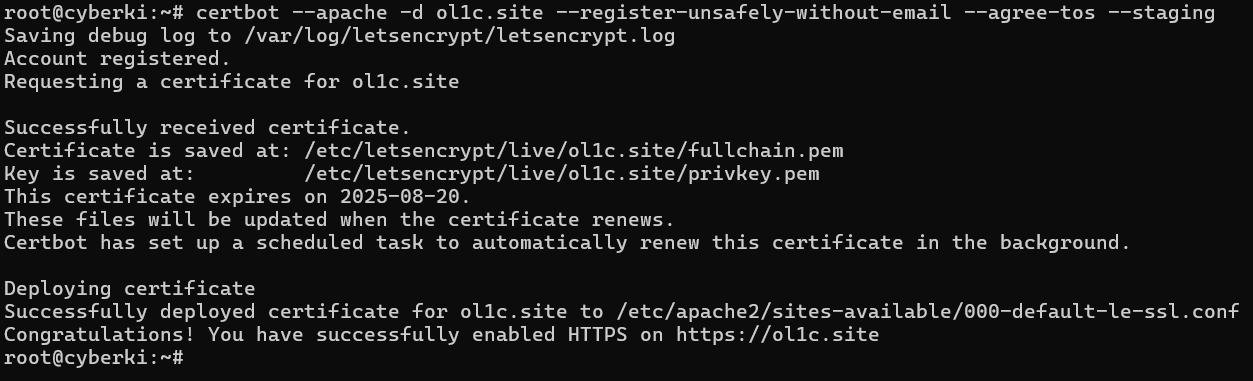 root@cyberki:~# certbot --apache -d ol1c.site --register-unsafely-without-email --agree-tos --staging
Saving debug log to /var/log/letsencrypt/letsencrypt.log
Account registered.
Requesting a certificate for ol1c.site
Successfully received certificate.
Certificate is saved at: /etc/letsencrypt/live/ol1c.site/fullchain.pem
Key is saved at:         /etc/letsencrypt/live/ol1c.site/privkey.pem
This certificate expires on 2025-08-20.
These files will be updated when the certificate renews.
Certbot has set up a scheduled task to automatically renew this certificate in the background.
Deploying certificate
Successfully deployed certificate for ol1c.site to /etc/apache2/sites-available/000-default-le-ssl.conf
Congratulations! You have successfully enabled HTTPS on https://ol1c.site
root@cyberki:~#